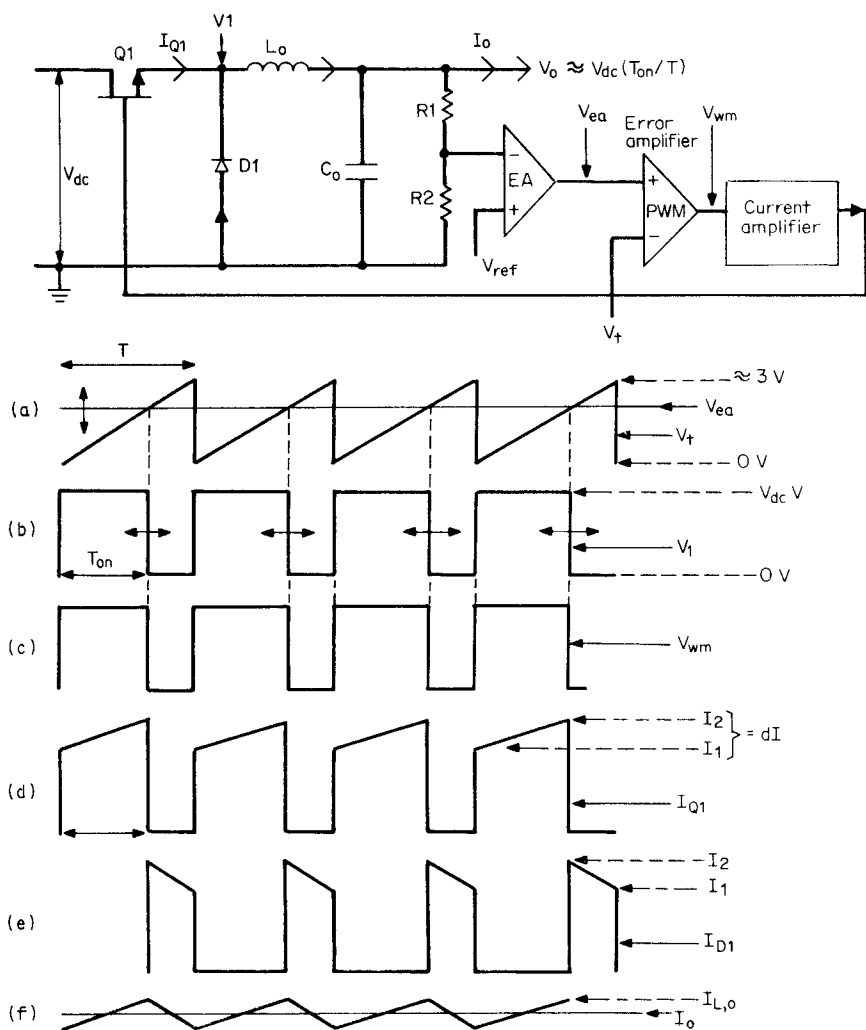 V1
Q1
I_Q1
L_o
I_o
V_o ≈ V_dc (T_on/T)
R1
V_ea
Error amplifier
V_wm
V_dc
D1
C_o
−
EA
+
R2
+
PWM
−
Current amplifier
V_ref
V_t
T
≈ 3 V
(a)
V_ea
V_t
0 V
V_dc V
(b)
T_on
V_1
0 V
(c)
V_wm
I_2
} = dI
I_1
(d)
I_Q1
I_2
I_1
(e)
I_D1
I_L,o
(f)
I_o